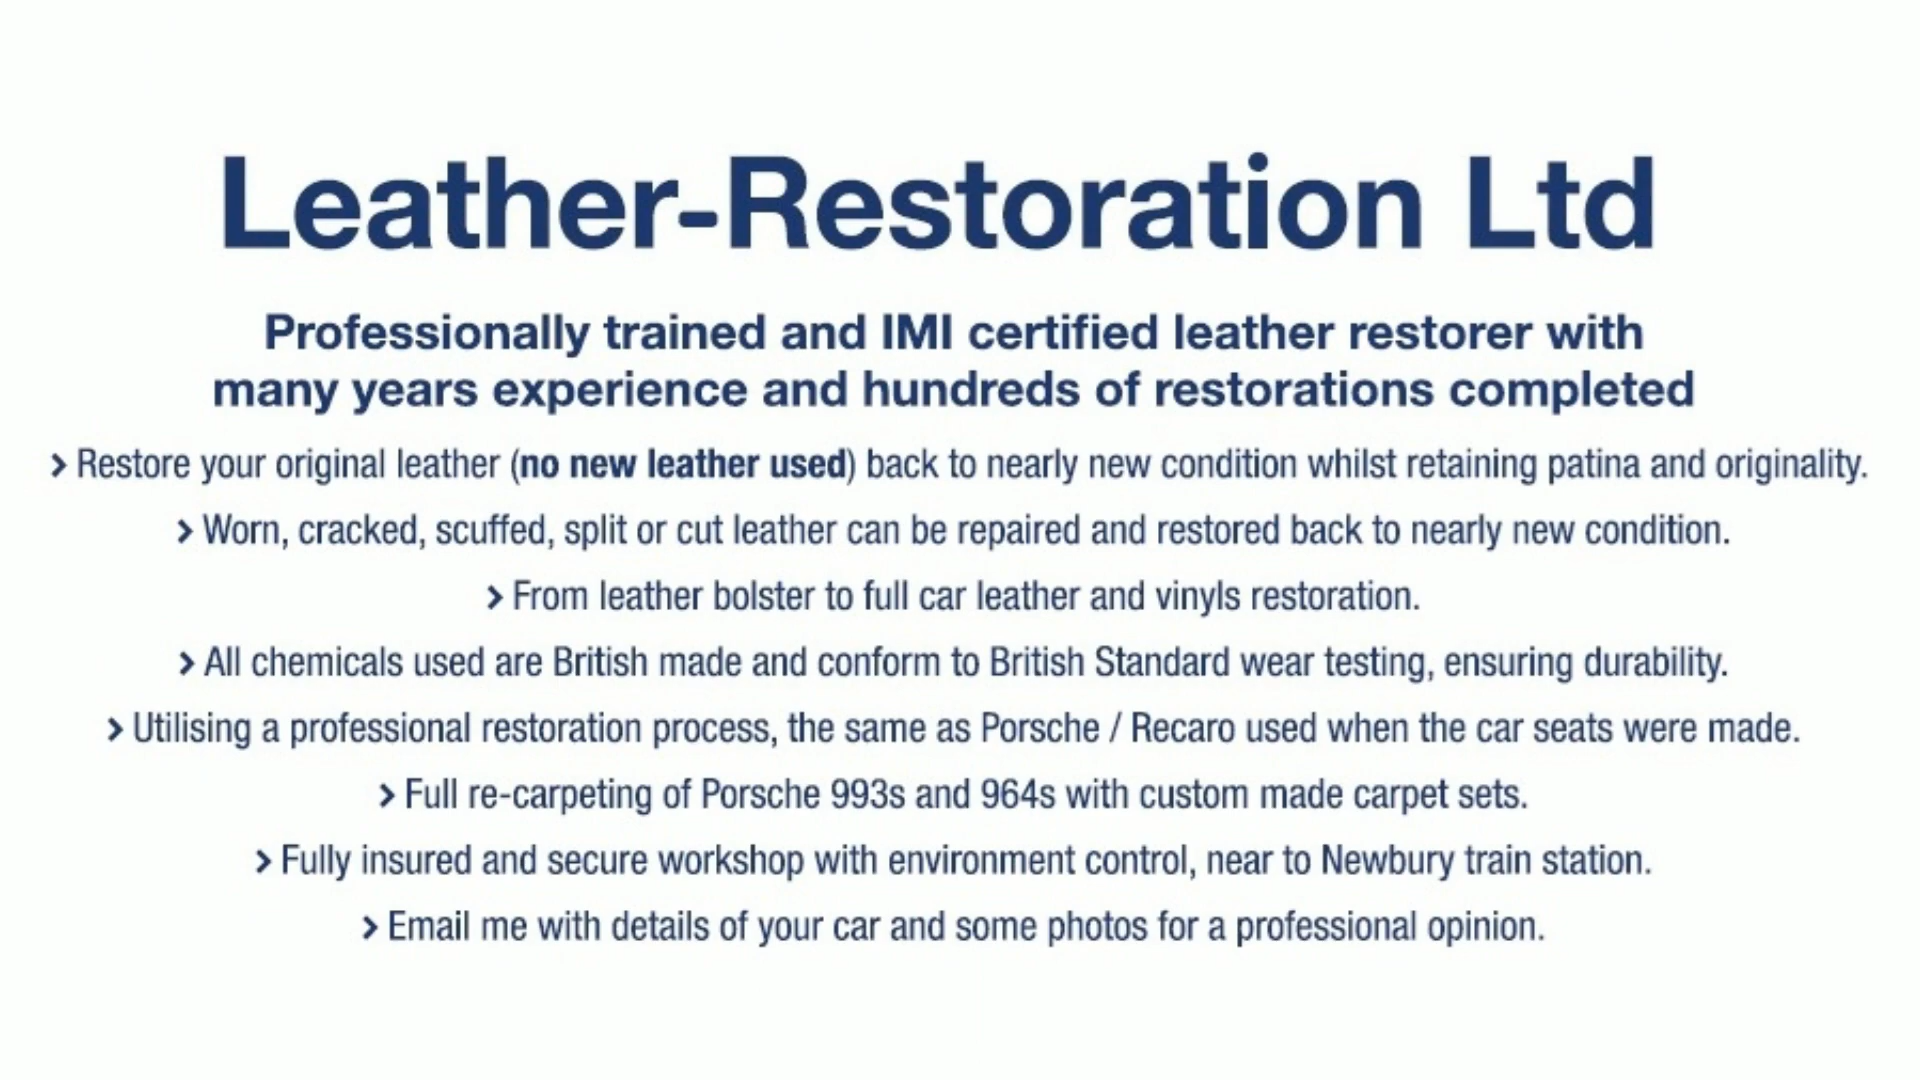 Leather-Restoration Ltd
Professionally trained and IMI certified leather restorer with
many years experience and hundreds of restorations completed
› Restore your original leather (no new leather used) back to nearly new condition whilst retaining patina and originality.
› Worn, cracked, scuffed, split or cut leather can be repaired and restored back to nearly new condition.
› From leather bolster to full car leather and vinyls restoration.
› All chemicals used are British made and conform to British Standard wear testing, ensuring durability.
› Utilising a professional restoration process, the same as Porsche / Recaro used when the car seats were made.
› Full re-carpeting of Porsche 993s and 964s with custom made carpet sets.
› Fully insured and secure workshop with environment control, near to Newbury train station.
› Email me with details of your car and some photos for a professional opinion.